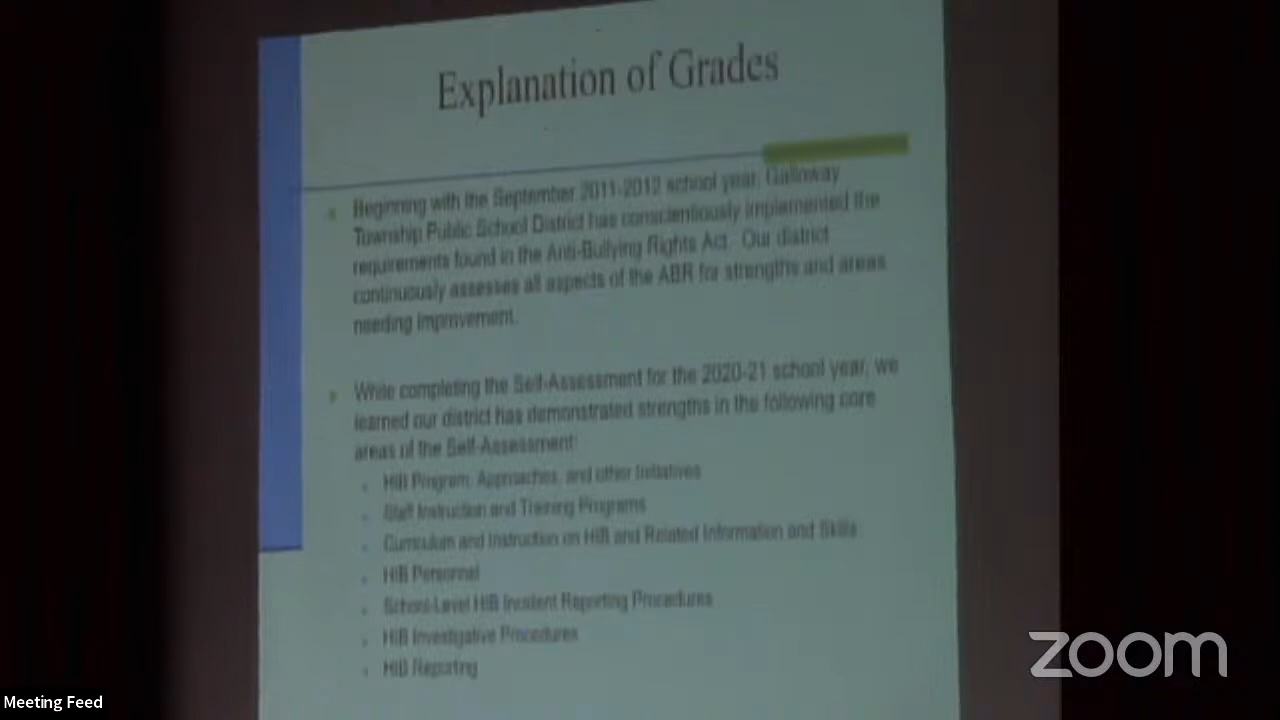 Explanation of Grades
Beginning with the September 2011-2012 school year, Galloway
Township Public School District has conscientiously implemented the
requirements found in the Anti-Bullying Rights Act. Our district
continuously assesses all aspects of the ABR for strengths and areas
needing improvement.
While completing the Self-Assessment for the 2020-21 school year, we
learned our district has demonstrated strengths in the following core
areas of the Self-Assessment:
HIB Program, Approaches, and other Initiatives
Staff Instruction and Training Programs
Curriculum and Instruction on HIB and Related Information and Skills
HIB Personnel
School-Level HIB Incident Reporting Procedures
HIB Investigative Procedures
HIB Reporting
zoom
Meeting Feed